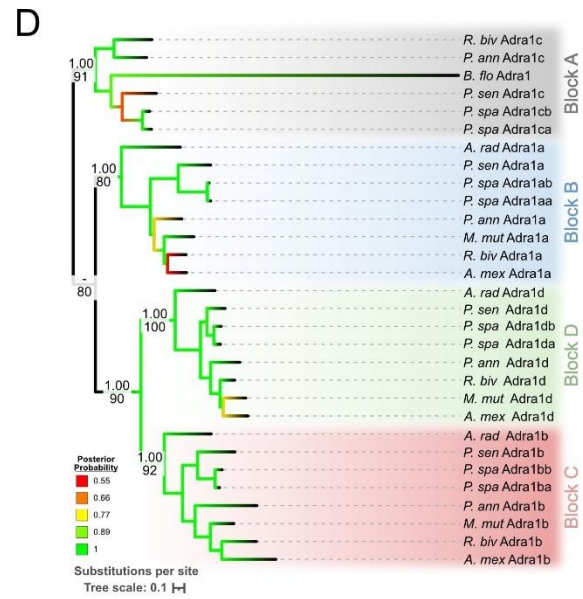 D
R. biv Adra1c
P. ann Adra1c
B. flo Adra1
P. sen Adra1c
P. spa Adra1cb
P. spa Adra1ca
Block A
1.00
91
A. rad Adra1a
P. sen Adra1a
P. spa Adra1ab
P. spa Adra1aa
P. ann Adra1a
M. mut Adra1a
R. biv Adra1a
A. mex Adra1a
Block B
1.00
80
-
80
A. rad Adra1d
P. sen Adra1d
P. spa Adra1db
P. spa Adra1da
P. ann Adra1d
R. biv Adra1d
M. mut Adra1d
A. mex Adra1d
Block D
1.00
100
1.00
90
A. rad Adra1b
P. sen Adra1b
P. spa Adra1bb
P. spa Adra1ba
P. ann Adra1b
M. mut Adra1b
R. biv Adra1b
A. mex Adra1b
Block C
1.00
92
Posterior
Probability
0.55
0.66
0.77
0.89
1
Substitutions per site
Tree scale: 0.1